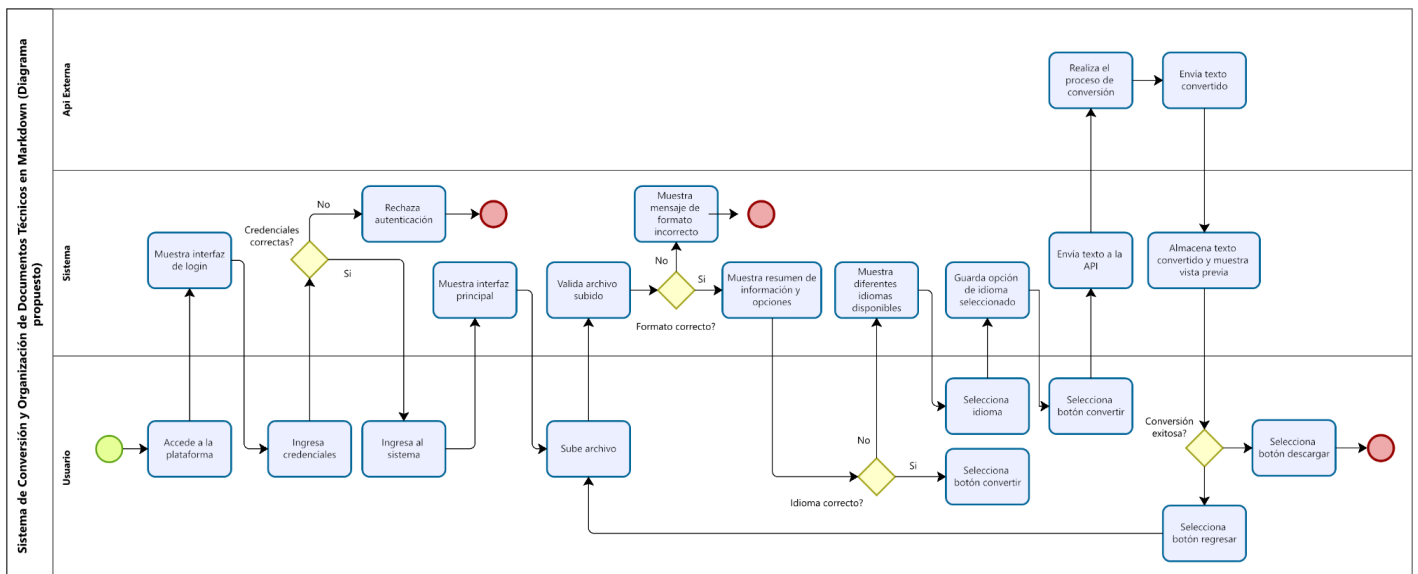 Sistema de Conversión y Organización de Documentos Técnicos en Markdown (Diagrama
propuesto)
Api Externa
Realiza el
proceso de
conversión
Envia texto
convertido
Sistema
Muestra interfaz
de login
Credenciales
correctas?
No
Si
Rechaza
autenticación
Muestra interfaz
principal
Valida archivo
subido
Muestra
mensaje de
formato
incorrecto
No
Si
Formato correcto?
Muestra resumen de
información y
opciones
Muestra
diferentes
idiomas
disponibles
Guarda opción
de idioma
seleccionado
Envía texto a la
API
Almacena texto
convertido y muestra
vista previa
Usuario
Accede a la
plataforma
Ingresa
credenciales
Ingresa al
sistema
Sube archivo
Idioma correcto?
No
Si
Selecciona
idioma
Selecciona
botón convertir
Selecciona
botón convertir
Conversión
exitosa?
Selecciona
botón descargar
Selecciona
botón regresar